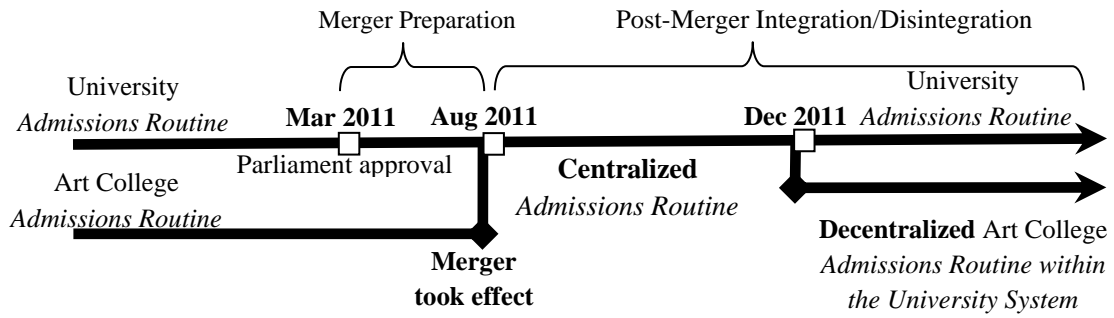 Merger Preparation
Post-Merger Integration/Disintegration
University
Admissions Routine
Mar 2011
Aug 2011
Dec 2011
University
Admissions Routine
Parliament approval
Art College
Admissions Routine
Centralized
Admissions Routine
Merger
took effect
Decentralized Art College
Admissions Routine within
the University System